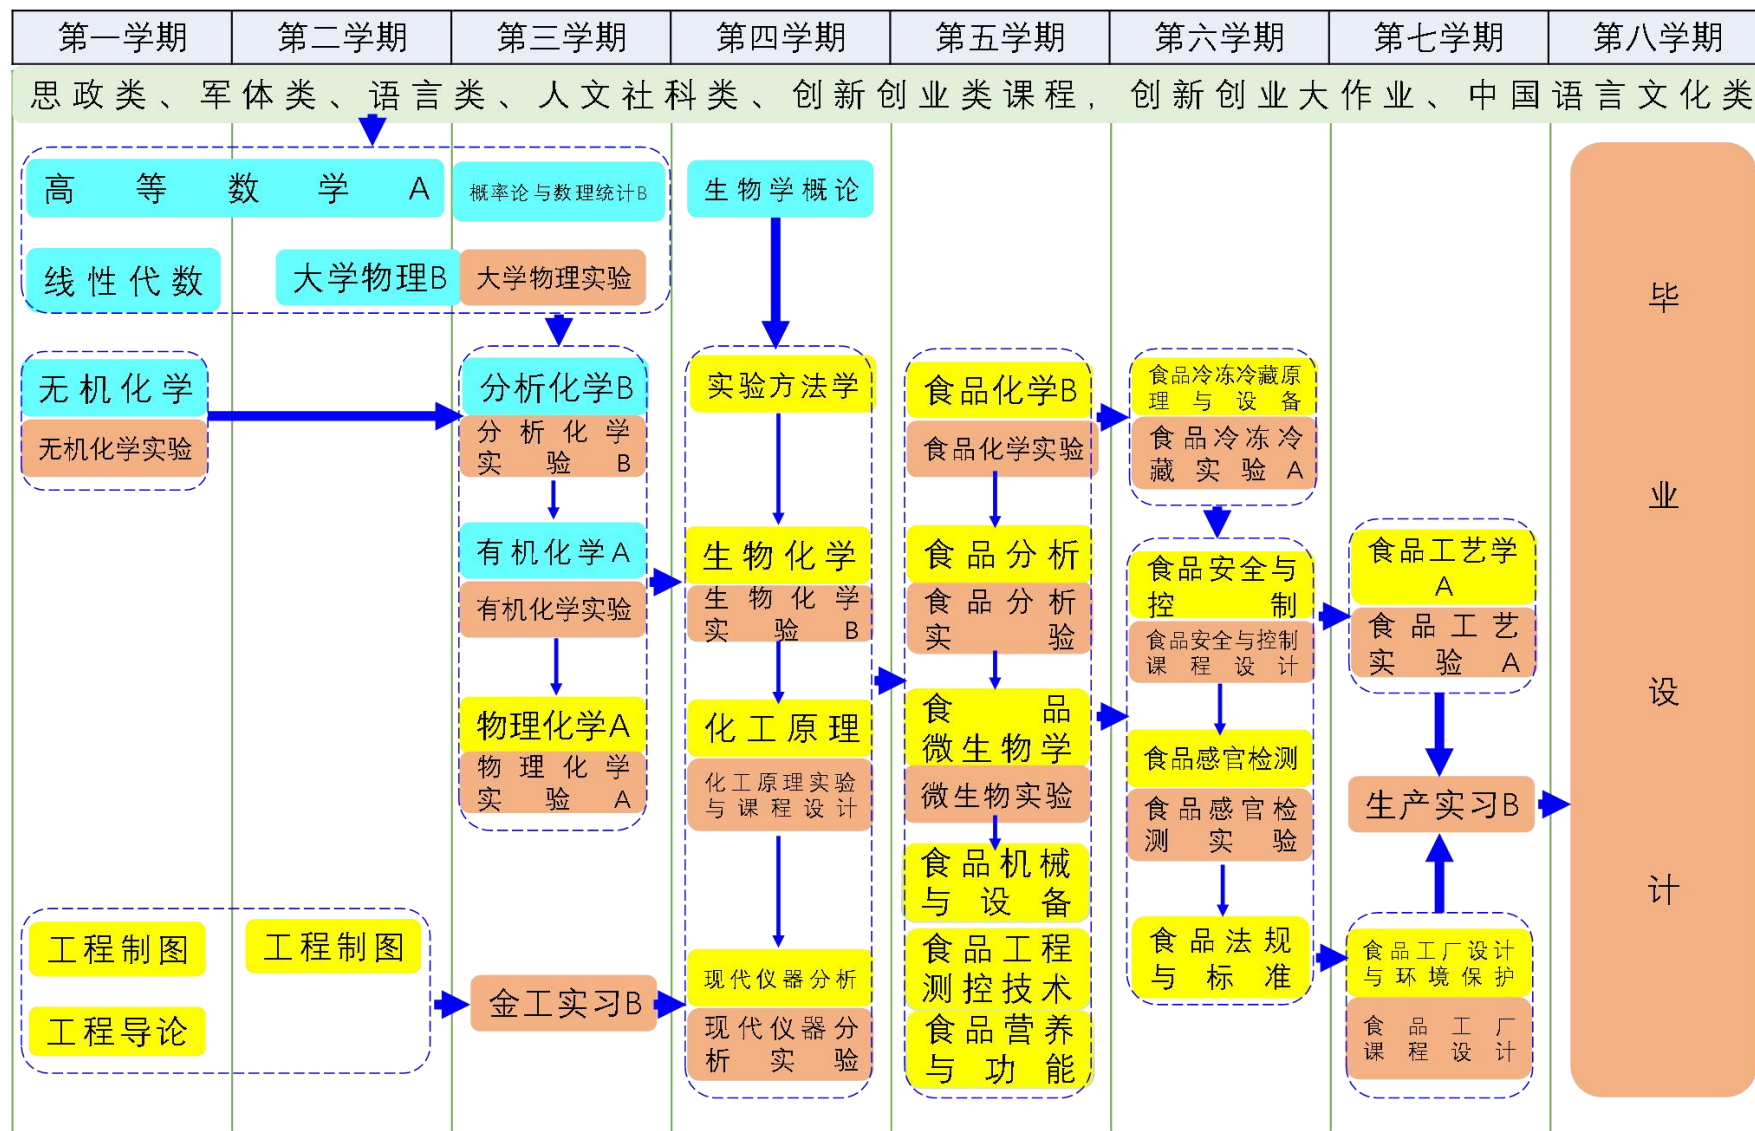 第一学期
第二学期
第三学期
第四学期
第五学期
第六学期
第七学期
第八学期
思政类、军体类、语言类、人文社科类、创新创业类课程,创新创业大作业、中国语言文化类
高等数学A
概率论与数理统计B
生物学概论
线性代数
大学物理B
大学物理实验
无机化学
无机化学实验
分析化学B
分析化学
实验B
有机化学A
有机化学实验
物理化学A
物理化学
实验A
实验方法学
生物化学
生物化学
实验B
化工原理
化工原理实验
与课程设计
现代仪器分析
现代仪器分
析实验
食品化学B
食品化学实验
食品分析
食品分析
实验
食品
微生物学
微生物实验
食品机械
与设备
食品工程
测控技术
食品营养
与功能
食品冷冻冷藏原
理与设备
食品冷冻冷
藏实验A
食品安全与
控制
食品安全与控制
课程设计
食品感官检测
食品感官检
测实验
食品法规
与标准
食品工艺学
A
食品工艺
实验A
生产实习B
食品工厂设计
与环境保护
食品工厂
课程设计
工程制图
工程制图
工程导论
金工实习B
毕
业
设
计